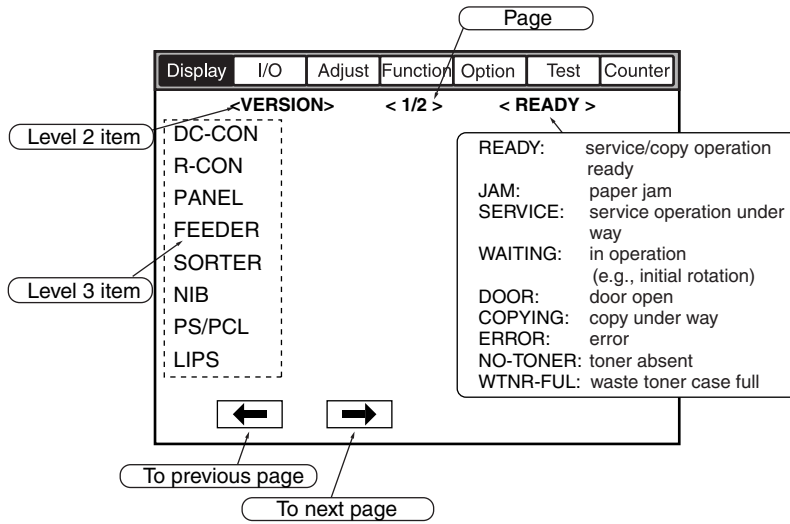 Page
Display I/O Adjust Function Option Test Counter
<VERSION> < 1/2 > < READY >
Level 2 item
DC-CON
R-CON
PANEL
FEEDER
SORTER
Level 3 item
NIB
PS/PCL
LIPS
READY: service/copy operation
ready
JAM: paper jam
SERVICE: service operation under
way
WAITING: in operation
(e.g., initial rotation)
DOOR: door open
COPYING: copy under way
ERROR: error
NO-TONER: toner absent
WTNR-FUL: waste toner case full
To previous page
To next page